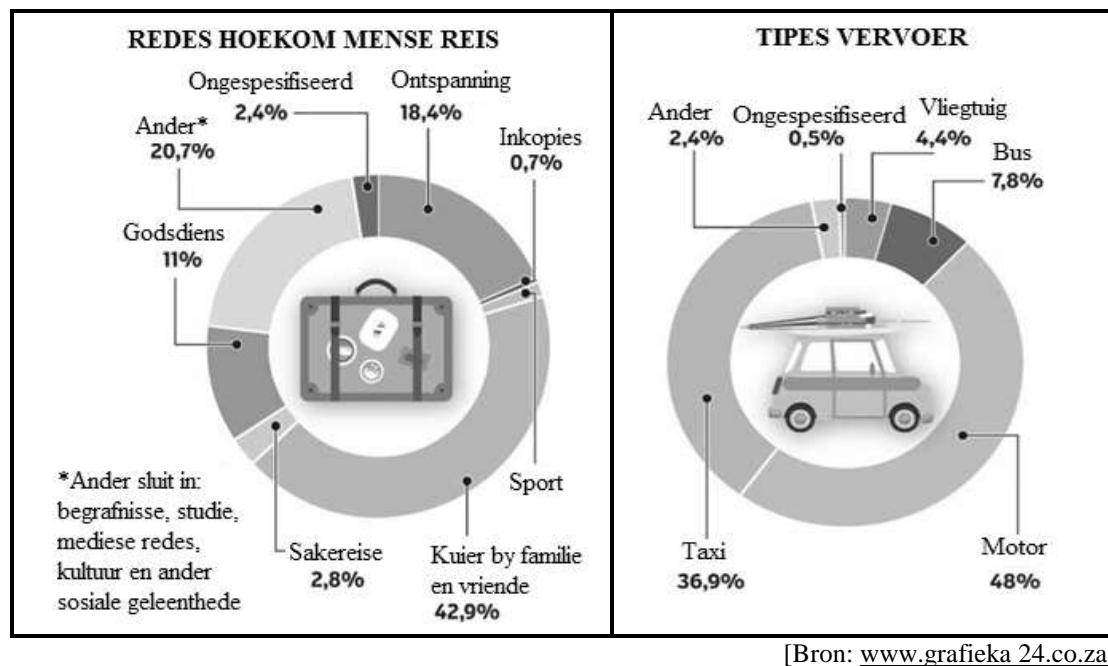 REDES HOEKOM MENSE REIS
Ongespesifiseerd
2,4%
Ontspanning
18,4%
Ander*
20,7%
Inkopies
0,7%
Godsdiens
11%
Sport
*Ander sluit in:
begrafnisse, studie,
mediese redes,
kultuur en ander
sosiale geleenthede
Sakereise
2,8%
Kuier by familie
en vriende
42,9%
TIPES VERVOER
Ander
2,4%
Ongespesifiseerd
0,5%
Vliegtuig
4,4%
Bus
7,8%
Taxi
36,9%
Motor
48%
[Bron: www.grafieka 24.co.za